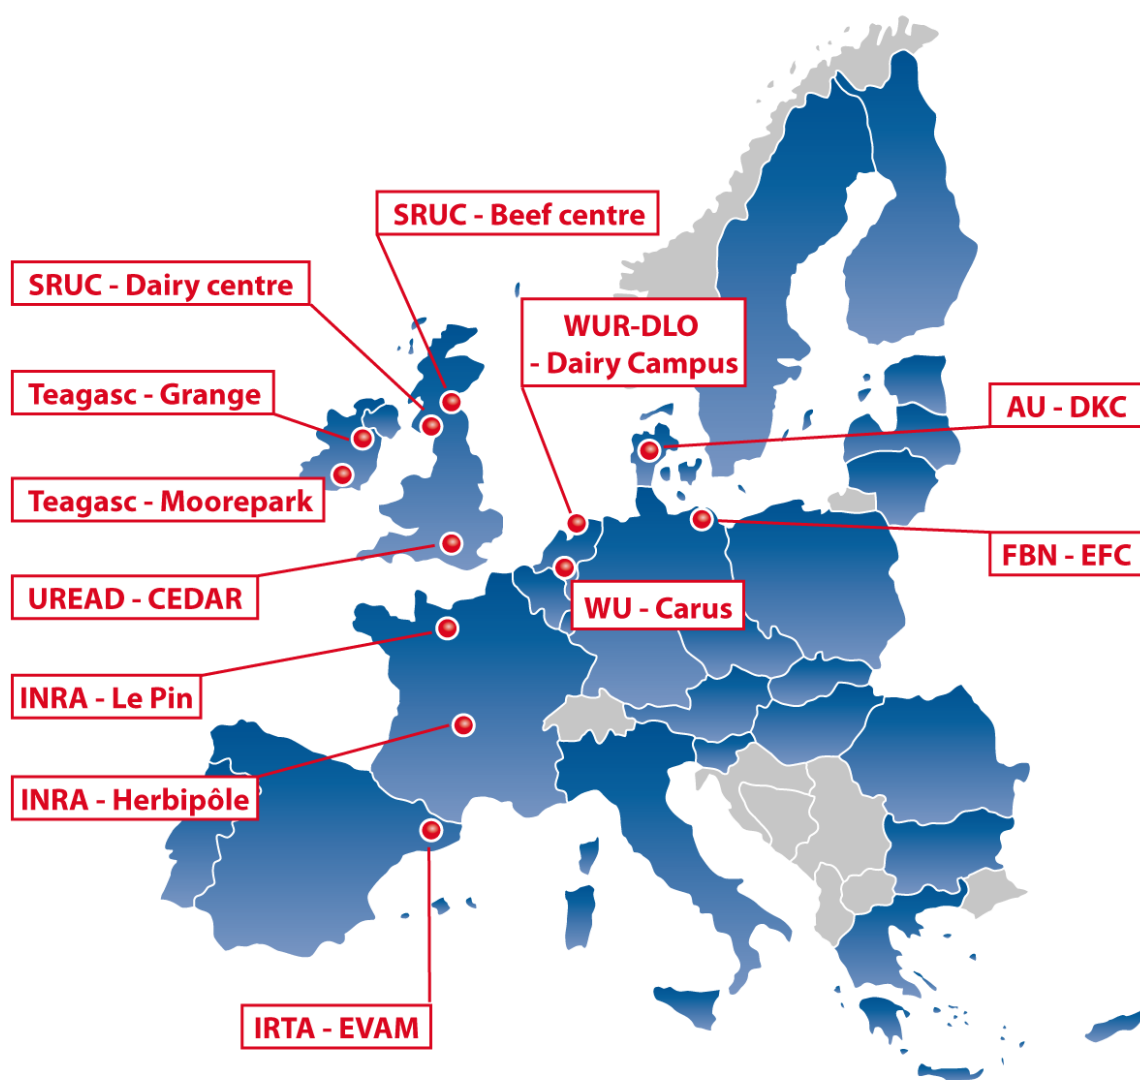 SRUC - Beef centre
SRUC - Dairy centre
WUR-DLO
- Dairy Campus
Teagasc - Grange
AU - DKC
Teagasc - Moorepark
FBN - EFC
UREAD - CEDAR
WU - Carus
INRA - Le Pin
INRA - Herbipôle
IRTA - EVAM